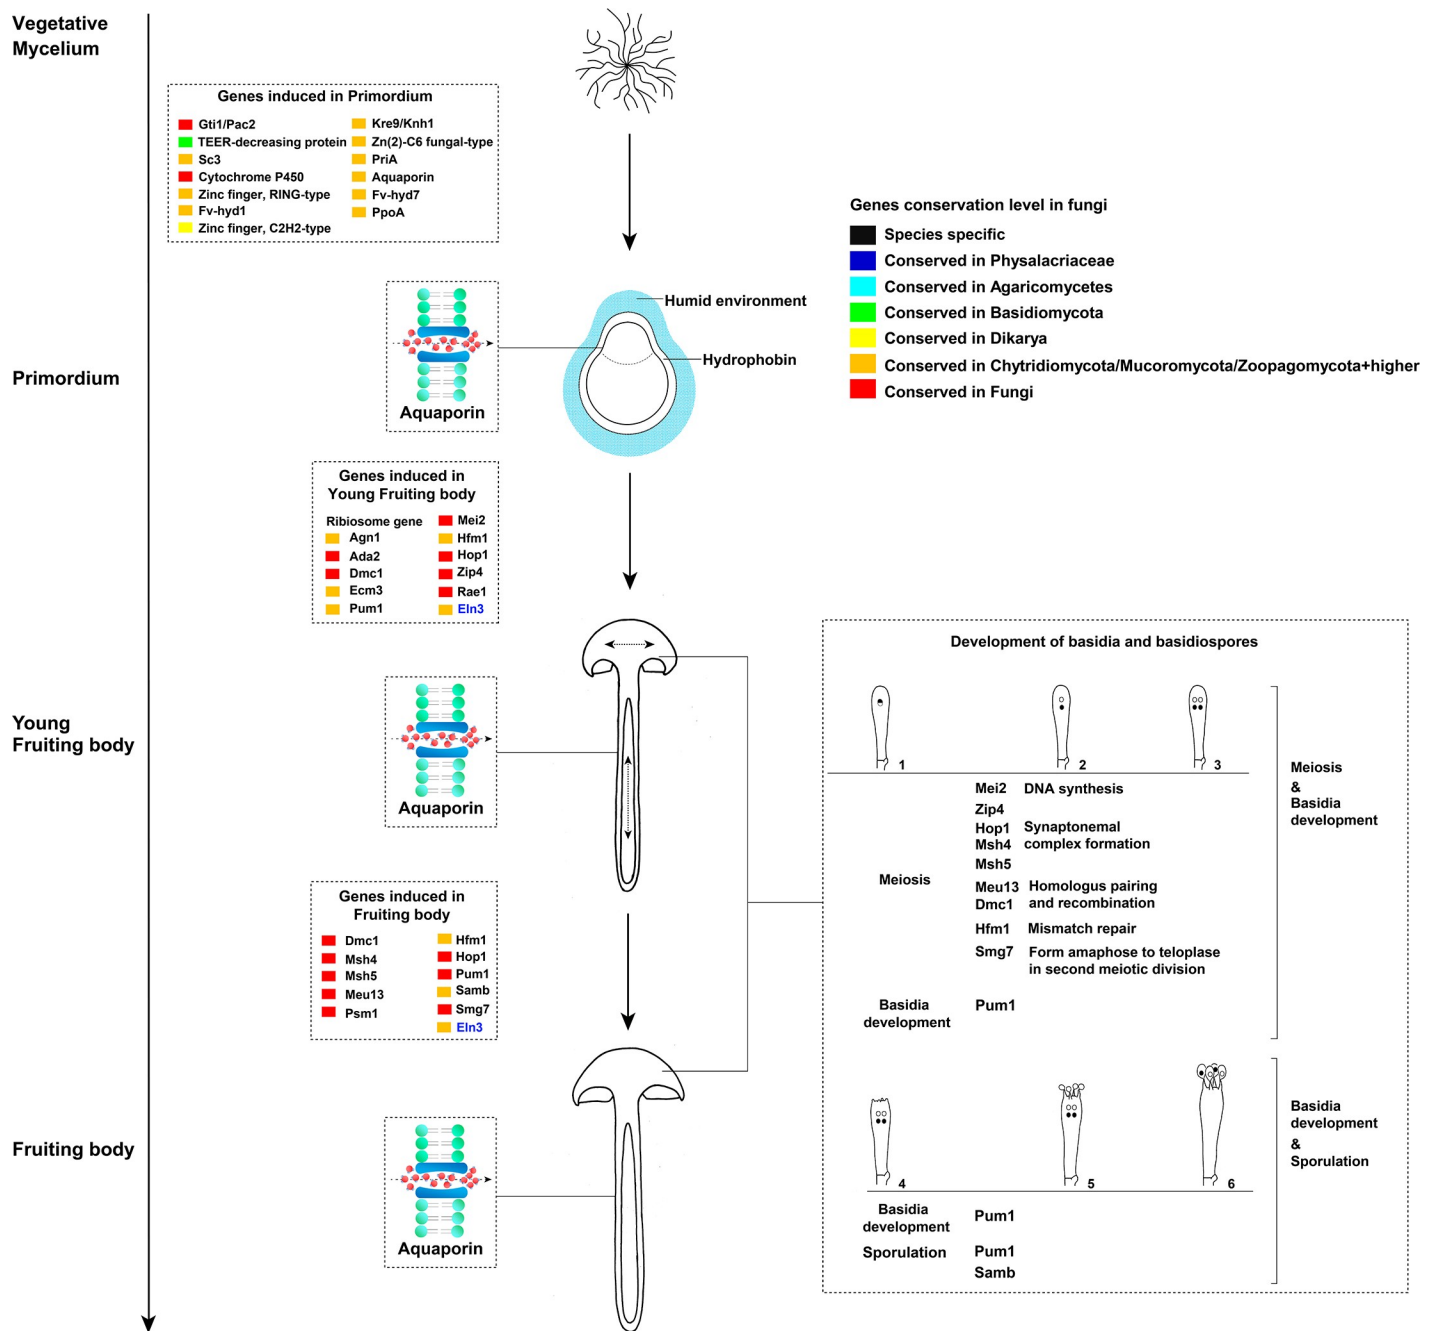 Vegetative
Mycelium
Genes induced in Primordium
Gti1/Pac2
TEER-decreasing protein
Sc3
Cytochrome P450
Zinc finger, RING-type
Fv-hyd1
Zinc finger, C2H2-type
Kre9/Knh1
Zn(2)-C6 fungal-type
PriA
Aquaporin
Fv-hyd7
PpoA
Genes conservation level in fungi
Species specific
Conserved in Physalacriaceae
Conserved in Agaricomycetes
Conserved in Basidiomycota
Conserved in Dikarya
Conserved in Chytridiomycota/Mucoromycota/Zoopagomycota+higher
Conserved in Fungi
Primordium
Aquaporin
Humid environment
Hydrophobin
Genes induced in
Young Fruiting body
Ribiosome gene
Agn1
Ada2
Dmc1
Ecm3
Pum1
Mei2
Hfm1
Hop1
Zip4
Rae1
Eln3
Young
Fruiting body
Aquaporin
Genes induced in
Fruiting body
Dmc1
Msh4
Msh5
Meu13
Psm1
Hfm1
Hop1
Pum1
Samb
Smg7
Eln3
Fruiting body
Aquaporin
Development of basidia and basidiospores
1
2
3
Meiosis
&
Basidia
development
Meiosis
Mei2 DNA synthesis
Zip4
Hop1 Synaptonemal
Msh4 complex formation
Msh5
Meu13 Homologus pairing
Dmc1 and recombination
Hfm1 Mismatch repair
Smg7 Form amaphose to teloplase
in second meiotic division
Basidia
development
Pum1
4
5
6
Basidia
development
&
Sporulation
Basidia
development
Pum1
Sporulation Pum1
Samb